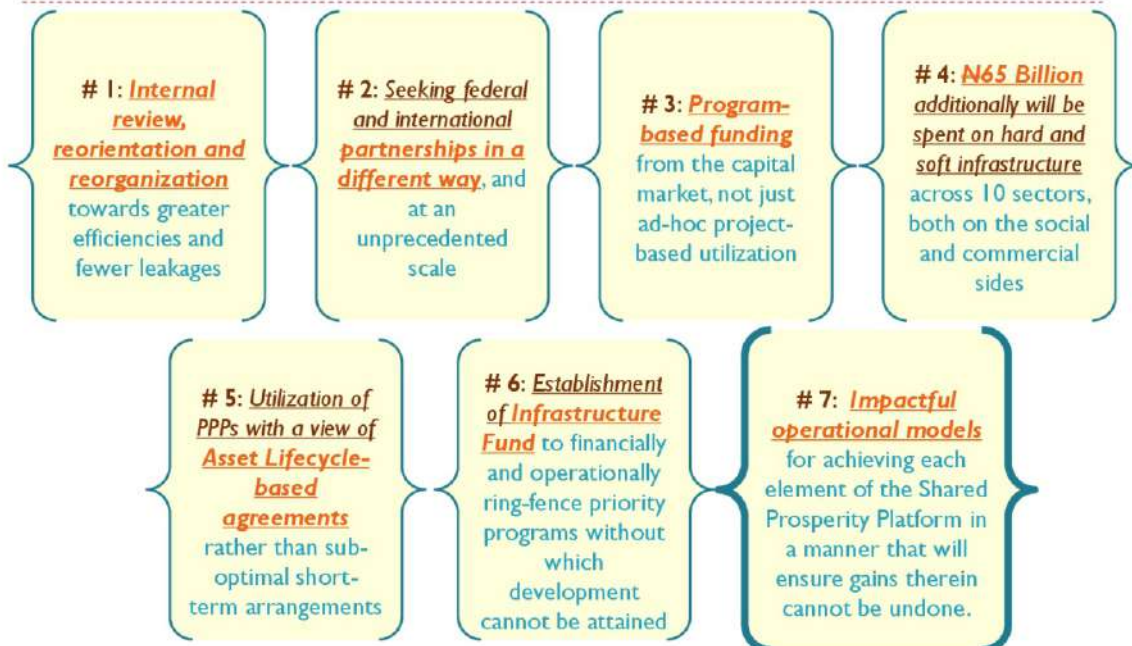 # 1: Internal
review,
reorientation and
reorganization
towards greater
efficiencies and
fewer leakages
# 2: Seeking federal
and international
partnerships in a
different way, and
at an
unprecedented
scale
# 3: Program-
based funding
from the capital
market, not just
ad-hoc project-
based utilization
# 4: N65 Billion
additionally will be
spent on hard and
soft infrastructure
across 10 sectors,
both on the social
and commercial
sides
# 5: Utilization of
PPPs with a view of
Asset Lifecycle-
based
agreements
rather than sub-
optimal short-
term arrangements
# 6: Establishment
of Infrastructure
Fund to financially
and operationally
ring-fence priority
programs without
which
development
cannot be attained
# 7: Impactful
operational models
for achieving each
element of the Shared
Prosperity Platform in
a manner that will
ensure gains therein
cannot be undone.